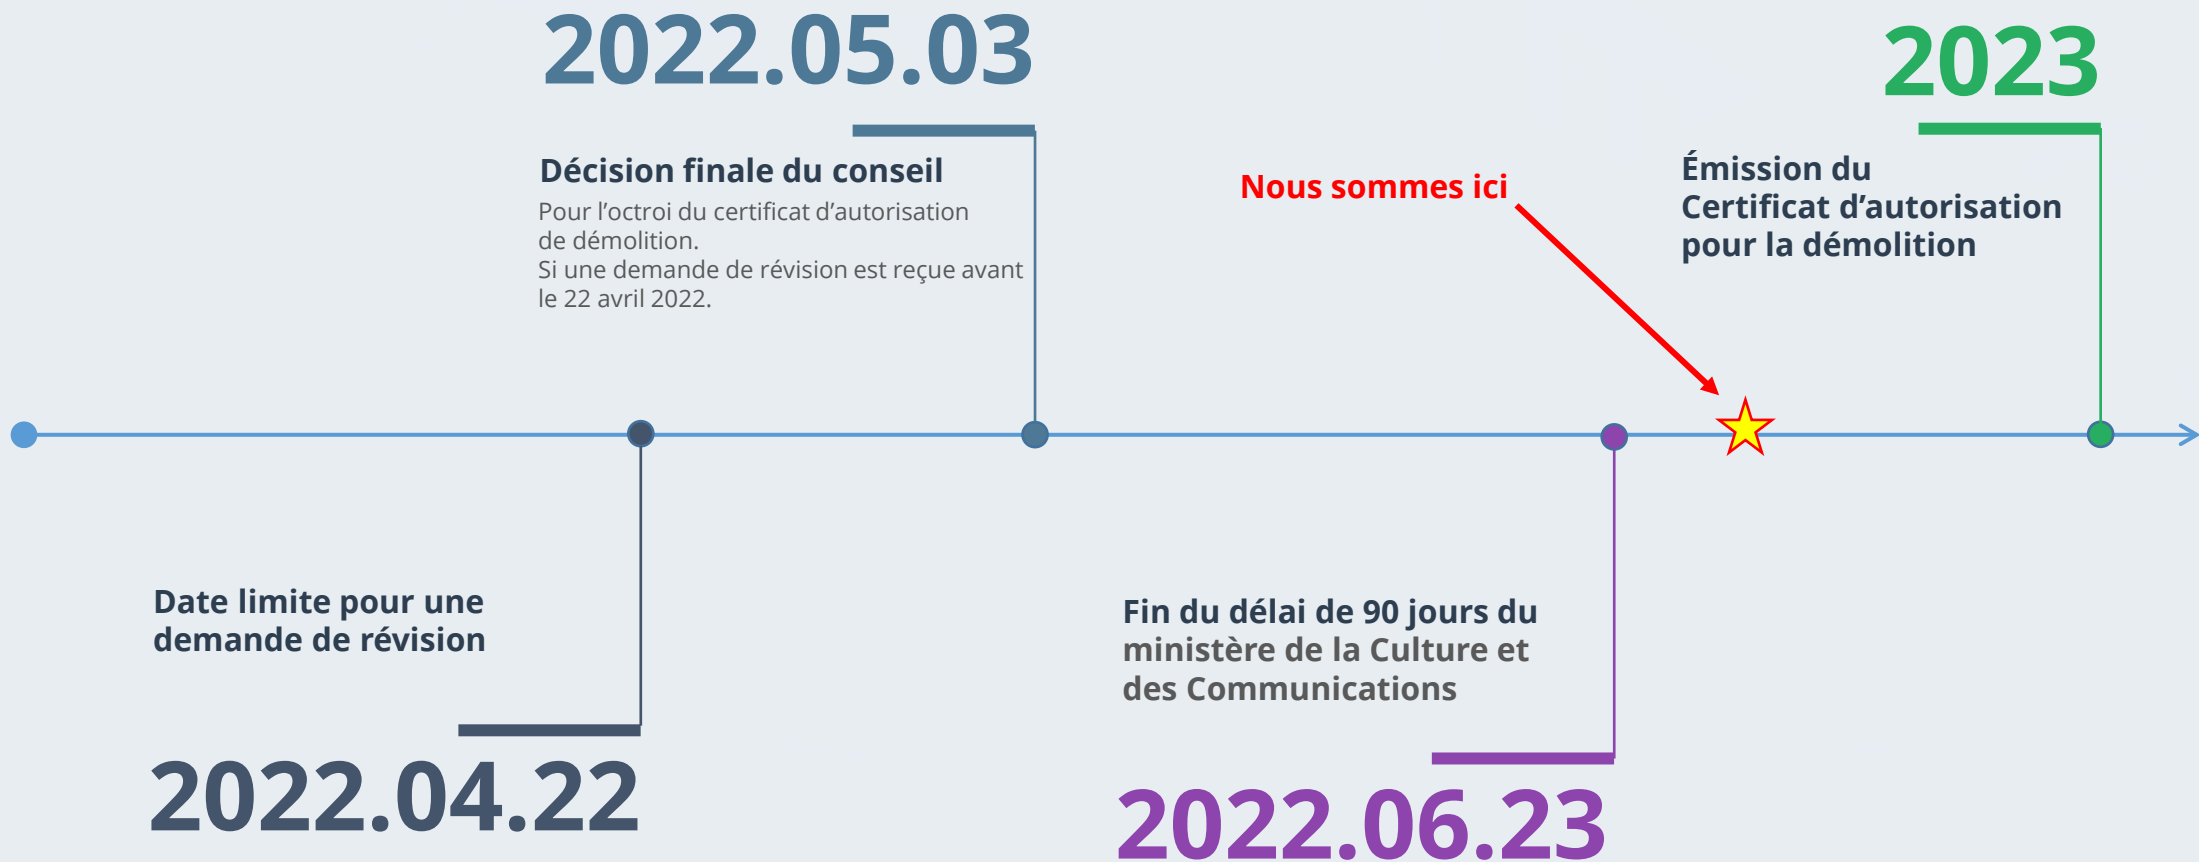 2022.05.03
Décision finale du conseil
Pour l’octroi du certificat d’autorisation
de démolition.
Si une demande de révision est reçue avant
le 22 avril 2022.
Nous sommes ici
2023
Émission du
Certificat d’autorisation
pour la démolition
Date limite pour une
demande de révision
2022.04.22
Fin du délai de 90 jours du
ministère de la Culture et
des Communications
2022.06.23